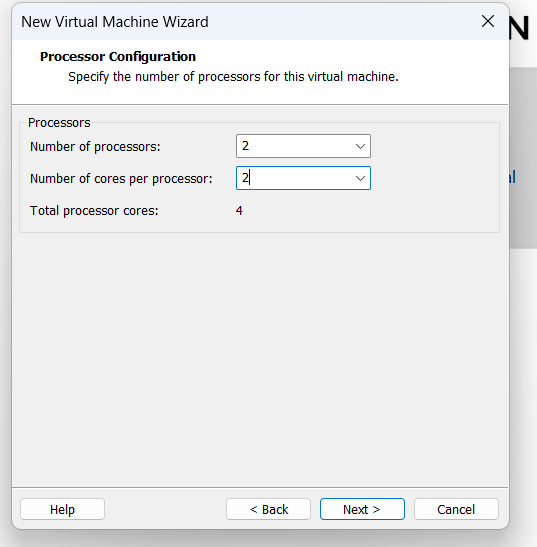 New Virtual Machine Wizard
Processor Configuration
Specify the number of processors for this virtual machine.
Processors
Number of processors: 2
Number of cores per processor: 2
Total processor cores: 4
Help < Back Next > Cancel
N